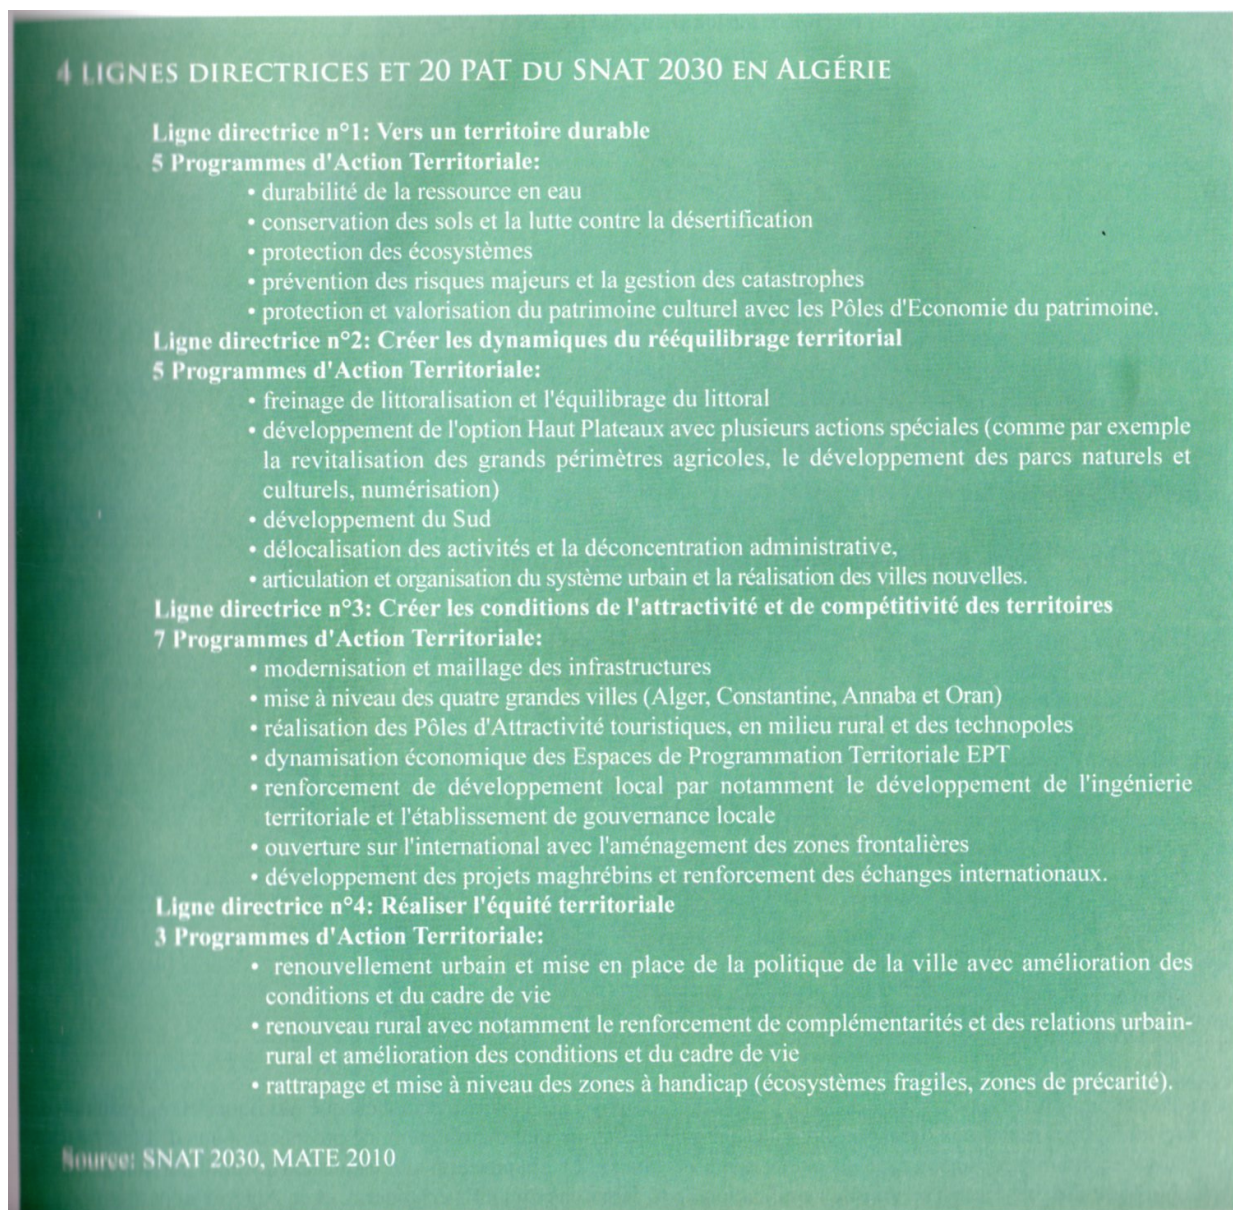 4 LIGNES DIRECTRICES ET 20 PAT DU SNAT 2030 EN ALGÉRIE
Ligne directrice n°1: Vers un territoire durable
5 Programmes d'Action Territoriale:
• durabilité de la ressource en eau
• conservation des sols et la lutte contre la désertification
• protection des écosystèmes
• prévention des risques majeurs et la gestion des catastrophes
• protection et valorisation du patrimoine culturel avec les Pôles d'Economie du patrimoine.
Ligne directrice n°2: Créer les dynamiques du rééquilibrage territorial
5 Programmes d'Action Territoriale:
• freinage de littoralisation et l'équilibrage du littoral
• développement de l'option Haut Plateaux avec plusieurs actions spéciales (comme par exemple
la revitalisation des grands périmètres agricoles, le développement des parcs naturels et
culturels, numérisation)
• développement du Sud
• délocalisation des activités et la déconcentration administrative,
• articulation et organisation du système urbain et la réalisation des villes nouvelles.
Ligne directrice n°3: Créer les conditions de l'attractivité et de compétitivité des territoires
7 Programmes d'Action Territoriale:
• modernisation et maillage des infrastructures
• mise à niveau des quatre grandes villes (Alger, Constantine, Annaba et Oran)
• réalisation des Pôles d'Attractivité touristiques, en milieu rural et des technopoles
• dynamisation économique des Espaces de Programmation Territoriale EPT
• renforcement de développement local par notamment le développement de l'ingénierie
territoriale et l'établissement de gouvernance locale
• ouverture sur l'international avec l'aménagement des zones frontalières
• développement des projets maghrébins et renforcement des échanges internationaux.
Ligne directrice n°4: Réaliser l'équité territoriale
3 Programmes d'Action Territoriale:
• renouvellement urbain et mise en place de la politique de la ville avec amélioration des
conditions et du cadre de vie
• renouveau rural avec notamment le renforcement de complémentarités et des relations urbain-
rural et amélioration des conditions et du cadre de vie
• rattrapage et mise à niveau des zones à handicap (écosystèmes fragiles, zones de précarité).
Source: SNAT 2030, MATE 2010